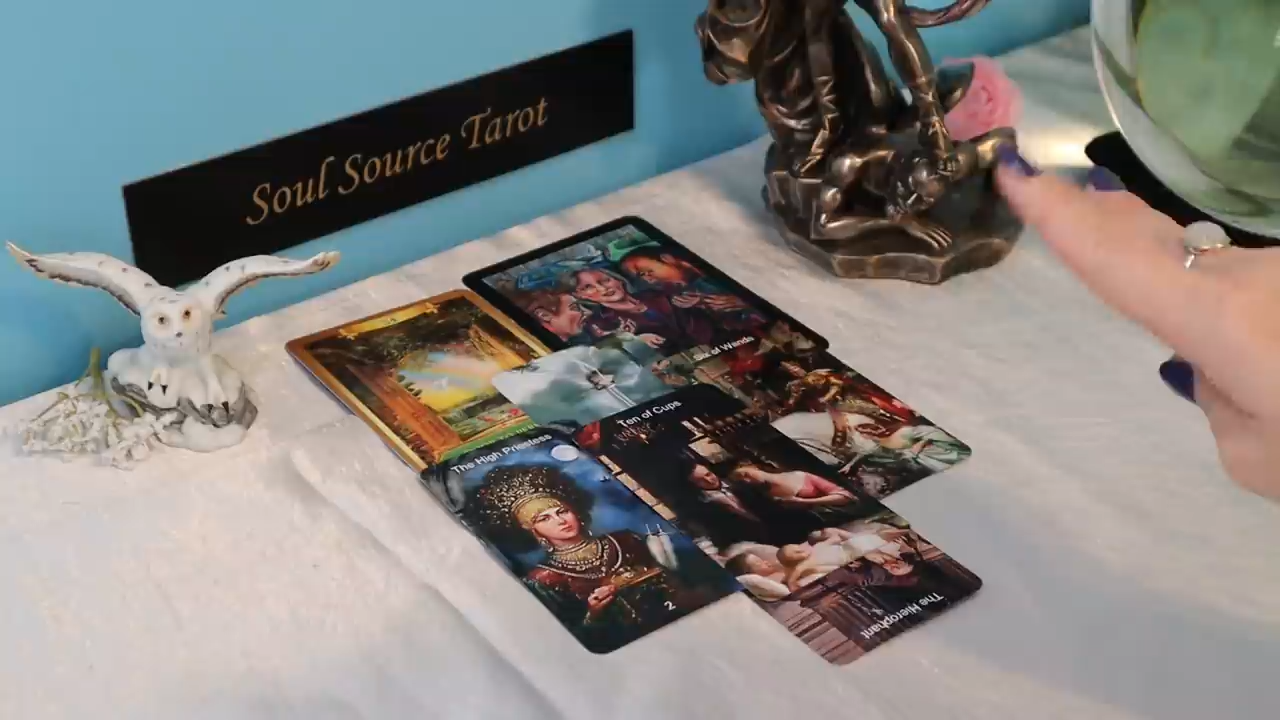 Soul Source Tarot
Six of Wands
Ten of Cups
The High Priestess
2
The Hierophant